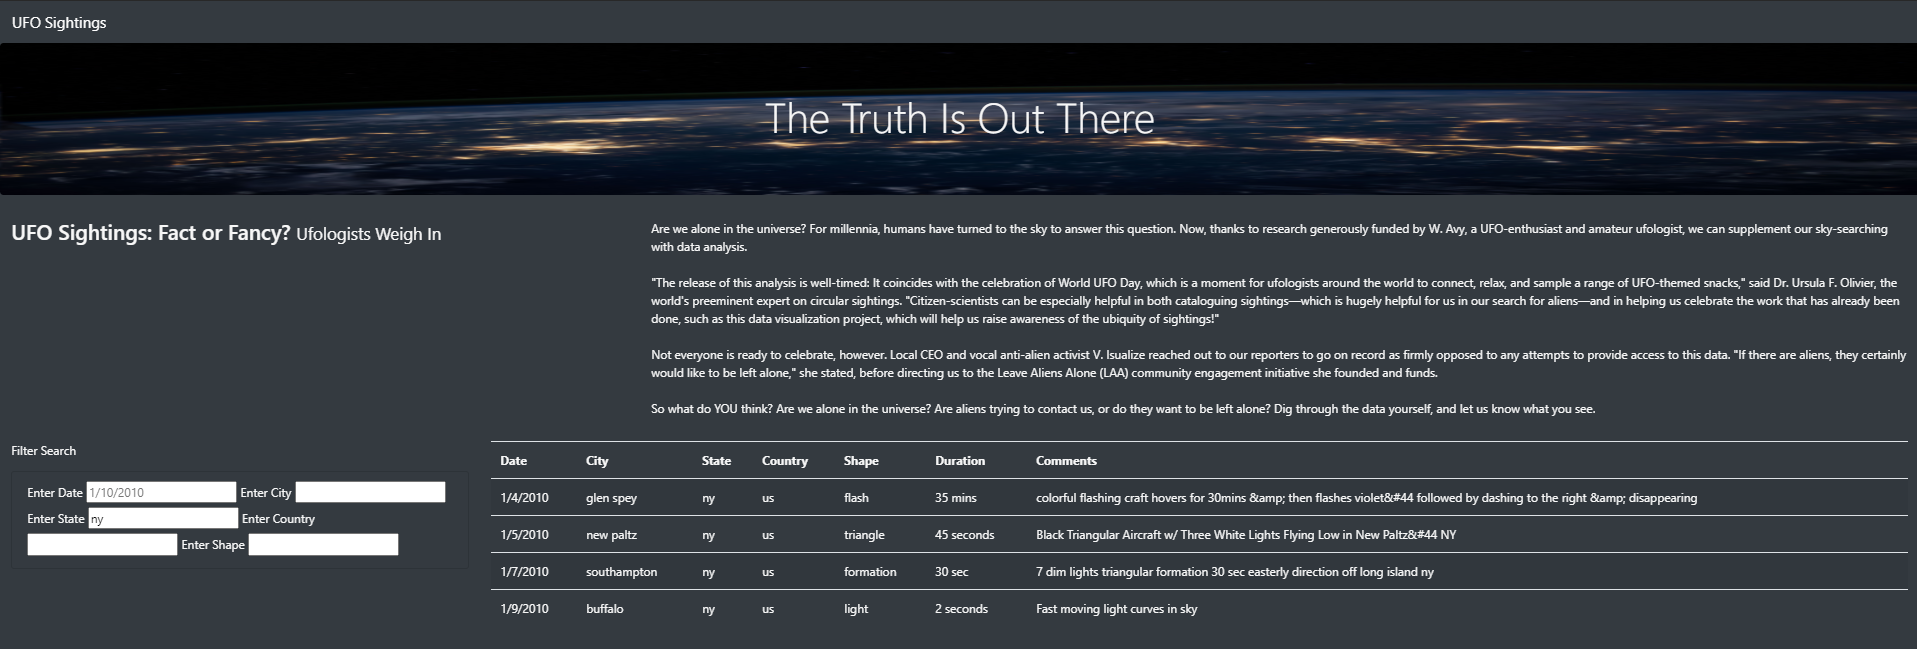 UFO Sightings
The Truth Is Out There
UFO Sightings: Fact or Fancy? Ufologists Weigh In
Are we alone in the universe? For millennia, humans have turned to the sky to answer this question. Now, thanks to research generously funded by W. Avy, a UFO-enthusiast and amateur ufologist, we can supplement our sky-searching
with data analysis.
"The release of this analysis is well-timed: It coincides with the celebration of World UFO Day, which is a moment for ufologists around the world to connect, relax, and sample a range of UFO-themed snacks," said Dr. Ursula F. Olivier, the
world's preeminent expert on circular sightings. "Citizen-scientists can be especially helpful in both cataloguing sightings—which is hugely helpful for us in our search for aliens—and in helping us celebrate the work that has already been
done, such as this data visualization project, which will help us raise awareness of the ubiquity of sightings!"
Not everyone is ready to celebrate, however. Local CEO and vocal anti-alien activist V. Isualize reached out to our reporters to go on record as firmly opposed to any attempts to provide access to this data. "If there are aliens, they certainly
would like to be left alone," she stated, before directing us to the Leave Aliens Alone (LAA) community engagement initiative she founded and funds.
So what do YOU think? Are we alone in the universe? Are aliens trying to contact us, or do they want to be left alone? Dig through the data yourself, and let us know what you see.
Filter Search
Enter Date 1/10/2010 Enter City
Enter State ny Enter Country
Enter Shape
Date City State Country Shape Duration Comments
1/4/2010 glen spey ny us flash 35 mins colorful flashing craft hovers for 30mins &amp; then flashes violet&#44 followed by dashing to the right &amp; disappearing
1/5/2010 new paltz ny us triangle 45 seconds Black Triangular Aircraft w/ Three White Lights Flying Low in New Paltz&#44 NY
1/7/2010 southampton ny us formation 30 sec 7 dim lights triangular formation 30 sec easterly direction off long island ny
1/9/2010 buffalo ny us light 2 seconds Fast moving light curves in sky